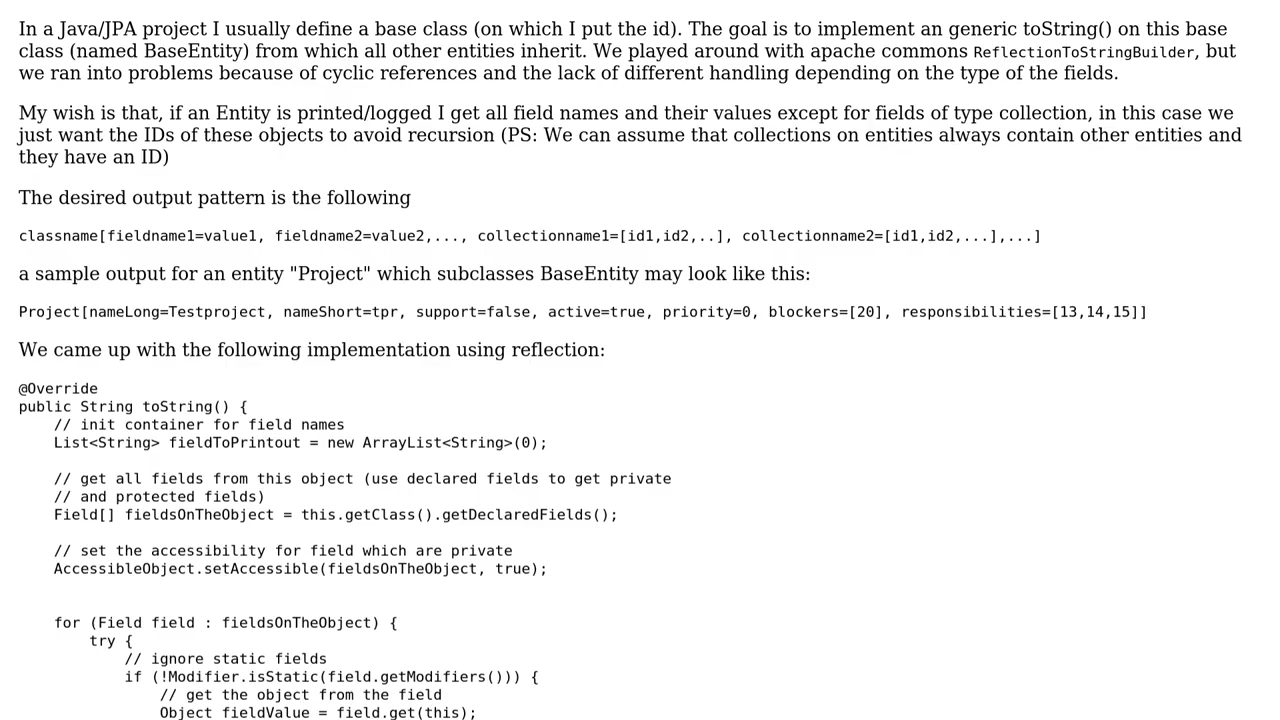 In a Java/JPA project I usually define a base class (on which I put the id). The goal is to implement an generic toString() on this base
class (named BaseEntity) from which all other entities inherit. We played around with apache commons ReflectionToStringBuilder, but
we ran into problems because of cyclic references and the lack of different handling depending on the type of the fields.
My wish is that, if an Entity is printed/logged I get all field names and their values except for fields of type collection, in this case we
just want the IDs of these objects to avoid recursion (PS: We can assume that collections on entities always contain other entities and
they have an ID)
The desired output pattern is the following
classname[fieldname1=value1, fieldname2=value2,..., collectionname1=[id1,id2,..], collectionname2=[id1,id2,...],...]
a sample output for an entity "Project" which subclasses BaseEntity may look like this:
Project[nameLong=Testproject, nameShort=tpr, support=false, active=true, priority=0, blockers=[20], responsibilities=[13,14,15]]
We came up with the following implementation using reflection:
@Override
public String toString() {
    // init container for field names
    List<String> fieldToPrintout = new ArrayList<String>(0);
    // get all fields from this object (use declared fields to get private
    // and protected fields)
    Field[] fieldsOnTheObject = this.getClass().getDeclaredFields();
    // set the accessibility for field which are private
    AccessibleObject.setAccessible(fieldsOnTheObject, true);
    for (Field field : fieldsOnTheObject) {
        try {
            // ignore static fields
            if (!Modifier.isStatic(field.getModifiers())) {
                // get the object from the field
                Object fieldValue = field.get(this);